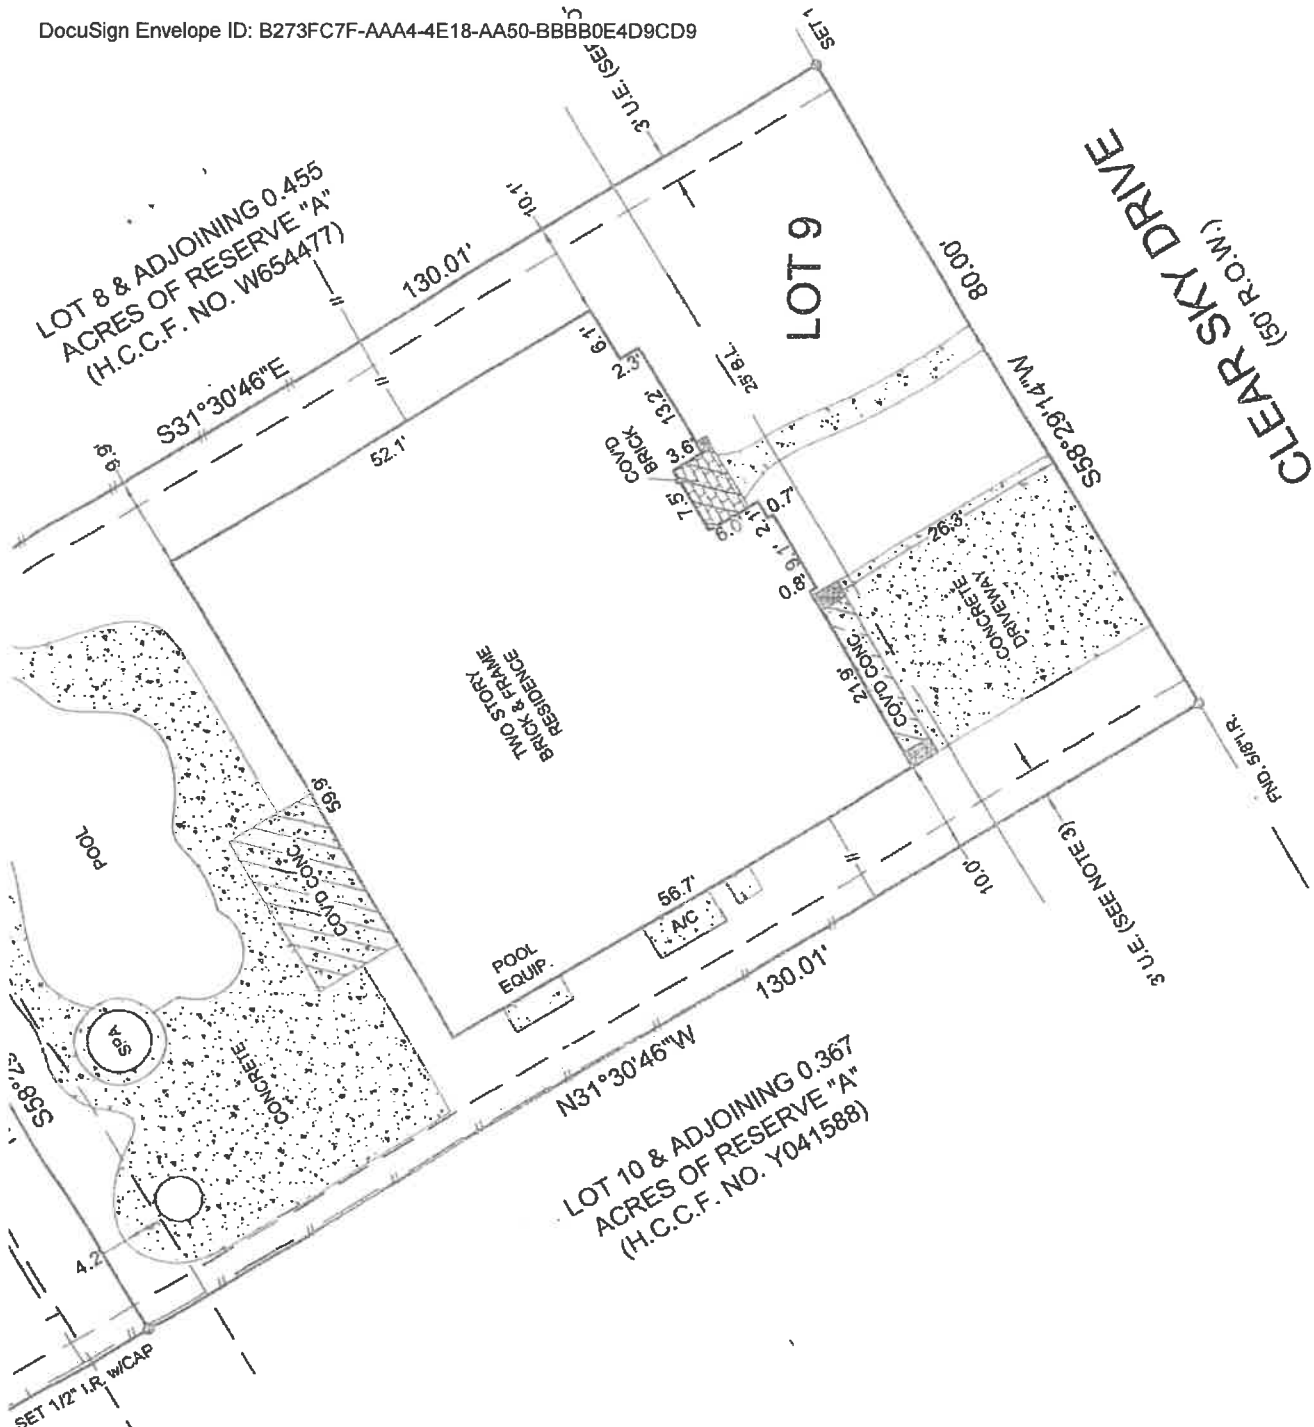 DocuSign Envelope ID: B273FC7F-AAA4-4E18-AA50-BBBB0E4D9CD9
3' U.E. (SEE
SET 1
CLEAR SKY DRIVE
(50' R.O.W.)
LOT 8 & ADJOINING 0.455
ACRES OF RESERVE "A"
(H.C.C.F. NO. W654477)
10.1'
130.01'
S31°30'46"E
9.9'
LOT 9
80.00'
S58°29'14"W
25' B.L.
6.1'
2.3'
13.2'
52.1'
COV'D
BRICK
3.6'
7.5'
2.1'
0.7'
9.1'
0.8'
26.3'
CONCRETE
DRIVEWAY
COV'D CONC
21.9'
TWO STORY
BRICK & FRAME
RESIDENCE
59.9'
COV'D CONC
POOL
56.7'
A/C
POOL
EQUIP.
SPA
CONCRETE
S58°29
10.0'
3' U.E. (SEE NOTE 3)
FND. 5/8" I.R.
130.01'
N31°30'46"W
LOT 10 & ADJOINING 0.367
ACRES OF RESERVE "A"
(H.C.C.F. NO. Y041588)
4.2'
SET 1/2" I.R. w/CAP